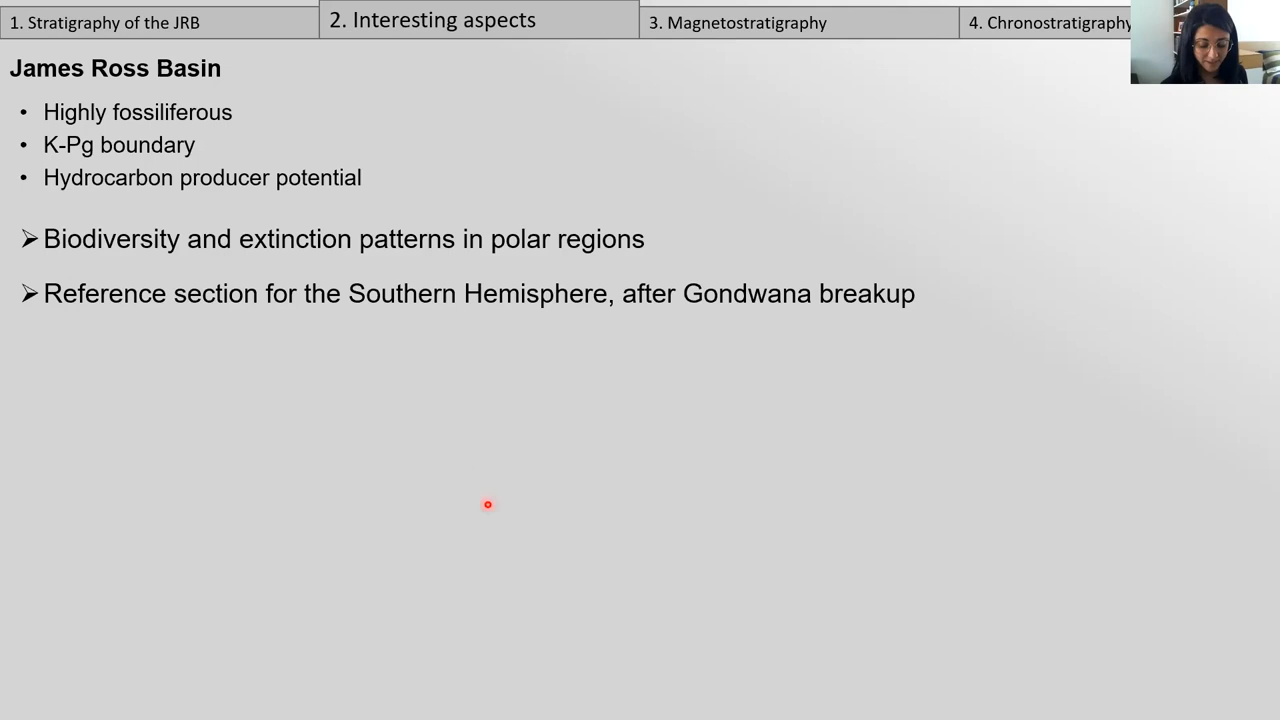 1. Stratigraphy of the JRB
2. Interesting aspects
3. Magnetostratigraphy
4. Chronostratigraphy
James Ross Basin
• Highly fossiliferous
• K-Pg boundary
• Hydrocarbon producer potential
➢ Biodiversity and extinction patterns in polar regions
➢ Reference section for the Southern Hemisphere, after Gondwana breakup